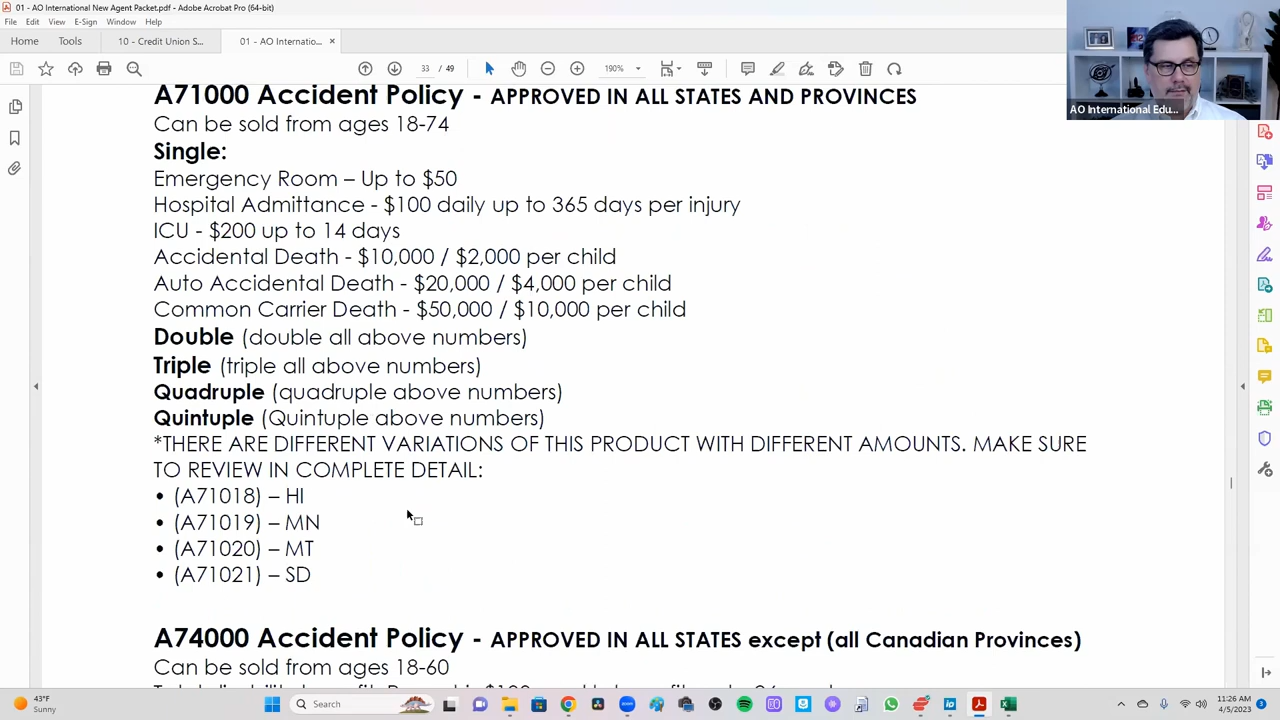 01 - AO International New Agent Packet.pdf - Adobe Acrobat Pro (64-bit)
File Edit View E-Sign Window Help
Home Tools 10 - Credit Union S... 01 - AO Internatio... ×
33 / 49 190%
AO International Edu...
A71000 Accident Policy - APPROVED IN ALL STATES AND PROVINCES
Can be sold from ages 18-74
Single:
Emergency Room – Up to $50
Hospital Admittance - $100 daily up to 365 days per injury
ICU - $200 up to 14 days
Accidental Death - $10,000 / $2,000 per child
Auto Accidental Death - $20,000 / $4,000 per child
Common Carrier Death - $50,000 / $10,000 per child
Double (double all above numbers)
Triple (triple all above numbers)
Quadruple (quadruple above numbers)
Quintuple (Quintuple above numbers)
*THERE ARE DIFFERENT VARIATIONS OF THIS PRODUCT WITH DIFFERENT AMOUNTS. MAKE SURE
TO REVIEW IN COMPLETE DETAIL:
• (A71018) – HI
• (A71019) – MN
• (A71020) – MT
• (A71021) – SD
A74000 Accident Policy - APPROVED IN ALL STATES except (all Canadian Provinces)
Can be sold from ages 18-60
43°F
Sunny
Search
11:26 AM
4/5/2023